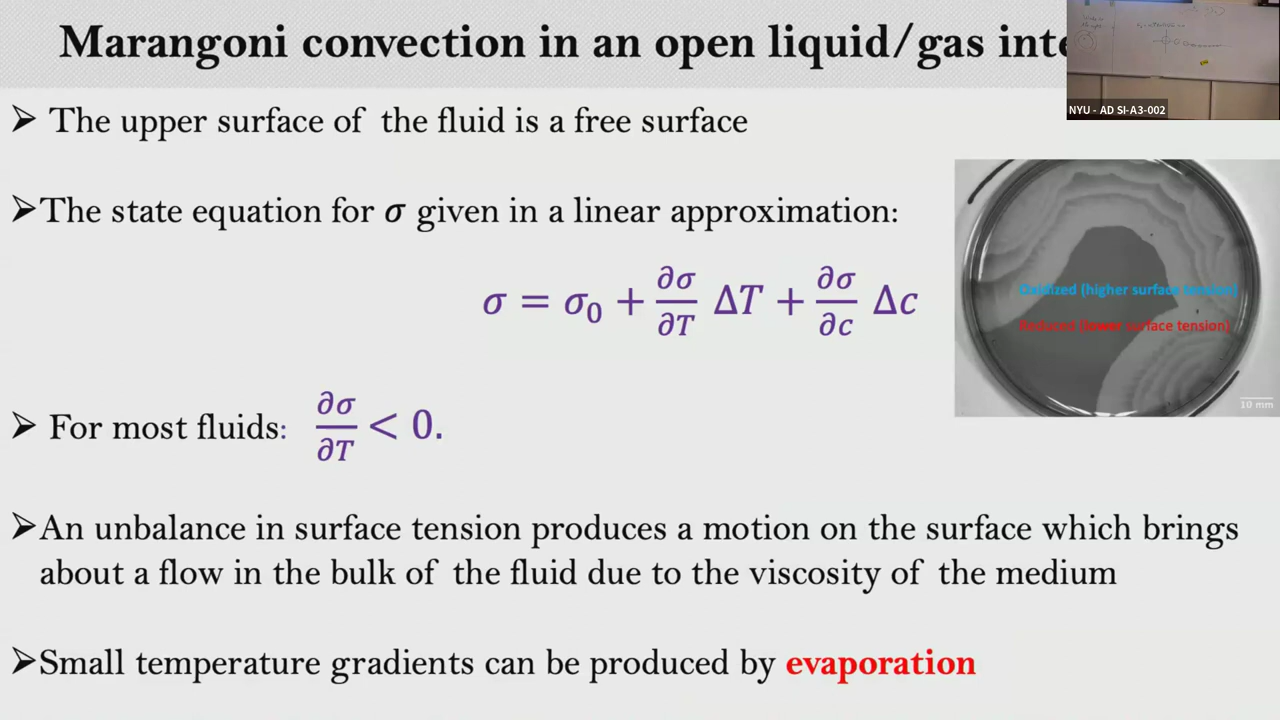 Marangoni convection in an open liquid/gas inte
NYU - AD SI-A3-002
➤ The upper surface of the fluid is a free surface
➤The state equation for σ given in a linear approximation:
σ = σ₀ + ∂σ/∂T ΔT + ∂σ/∂c Δc
Oxidized (higher surface tension)
Reduced (lower surface tension)
10 mm
➤ For most fluids: ∂σ/∂T < 0.
➤An unbalance in surface tension produces a motion on the surface which brings
about a flow in the bulk of the fluid due to the viscosity of the medium
➤Small temperature gradients can be produced by evaporation